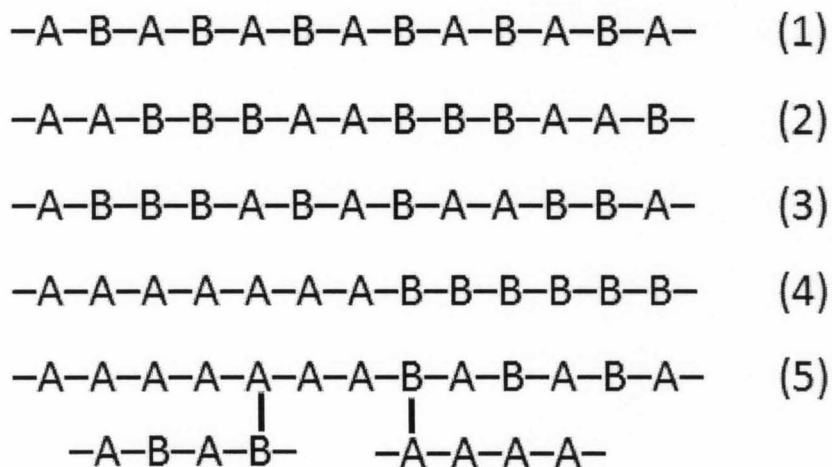 –A–B–A–B–A–B–A–B–A–B–A–B–A– (1)
–A–A–B–B–B–A–A–B–B–B–A–A–B– (2)
–A–B–B–B–A–B–A–B–A–A–B–B–A– (3)
–A–A–A–A–A–A–A–B–B–B–B–B–B– (4)
–A–A–A–A–A–A–A–B–A–B–A–B–A– (5)
–A–B–A–B– –A–A–A–A–